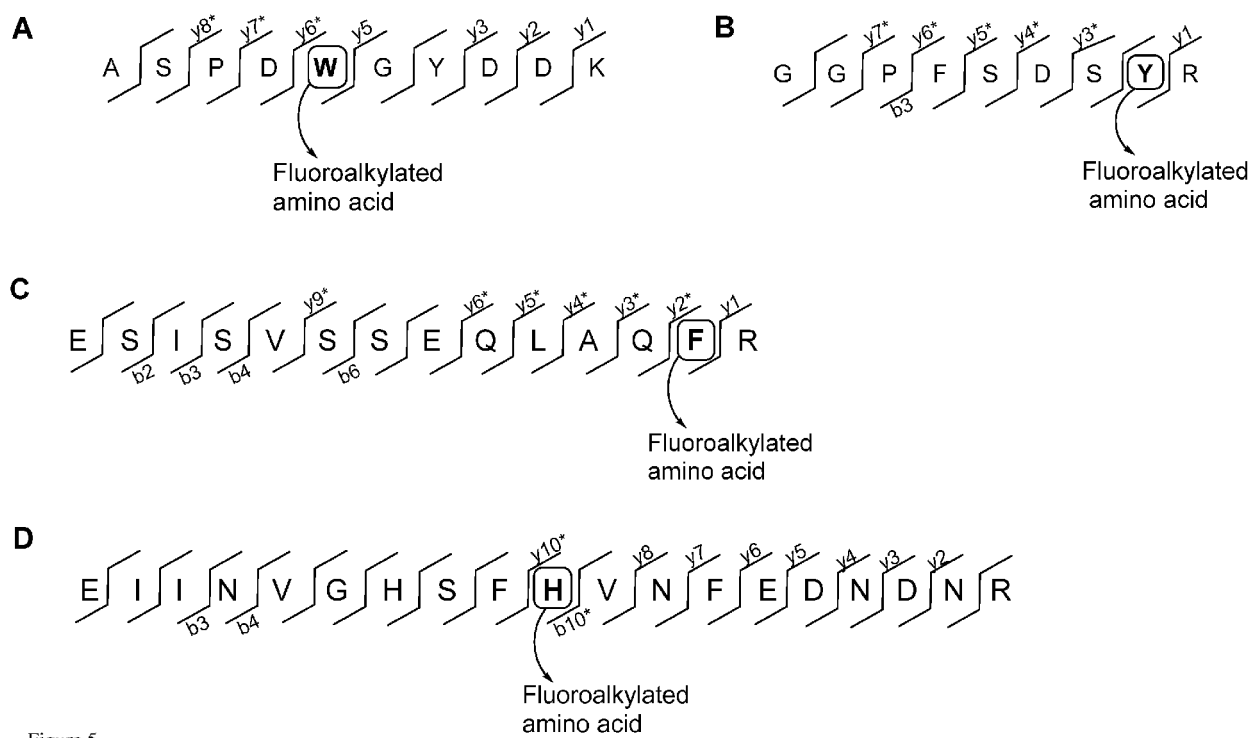 A
y8* y7* y6* y5 y3 y2 y1
A S P D W G Y D D K
Fluoroalkylated
amino acid
B
y7* y6* y5* y4* y3* y1
G G P F S D S Y R
b3
Fluoroalkylated
amino acid
C
y9* y6* y5* y4* y3* y2* y1
E S I S V S S E Q L A Q F R
b2 b3 b4 b6
Fluoroalkylated
amino acid
D
y10* y8 y7 y6 y5 y4 y3 y2
E I I N V G H S F H V N F E D N D N R
b3 b4 b10*
Fluoroalkylated
amino acid
Figure 5